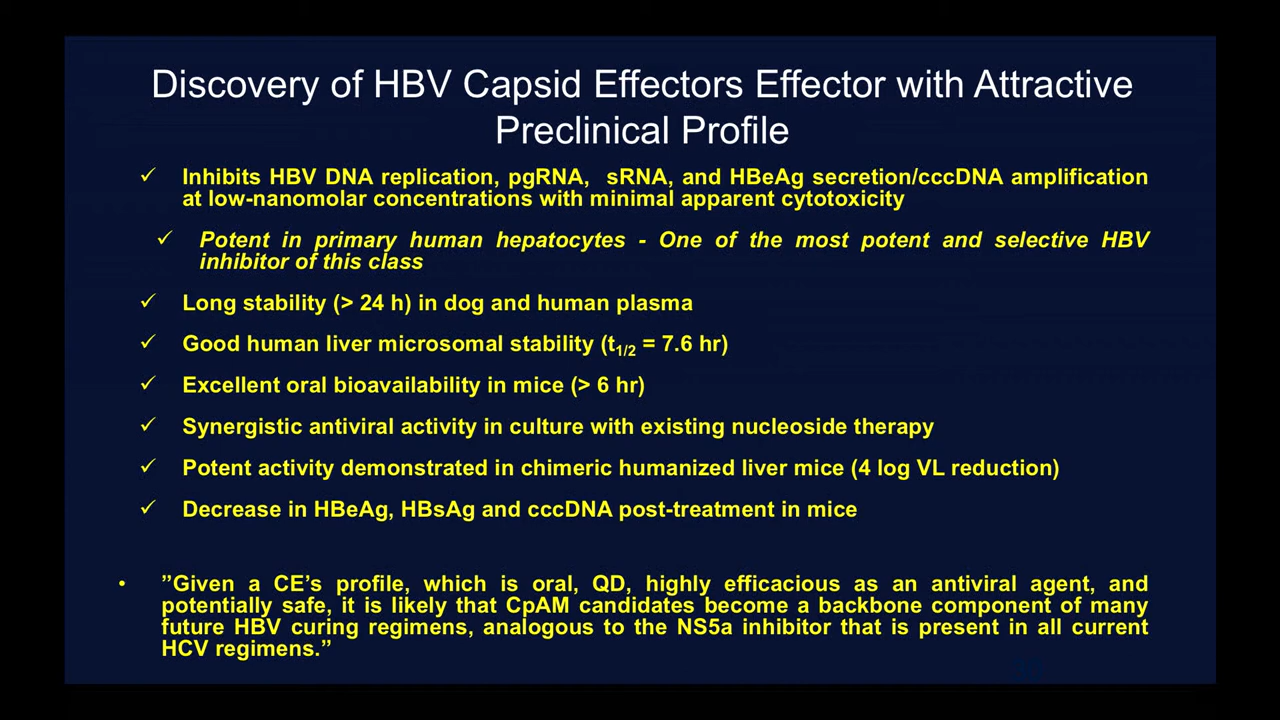 Discovery of HBV Capsid Effectors Effector with Attractive
Preclinical Profile
✓ Inhibits HBV DNA replication, pgRNA, sRNA, and HBeAg secretion/cccDNA amplification
at low-nanomolar concentrations with minimal apparent cytotoxicity
✓ Potent in primary human hepatocytes - One of the most potent and selective HBV
inhibitor of this class
✓ Long stability (> 24 h) in dog and human plasma
✓ Good human liver microsomal stability (t1/2 = 7.6 hr)
✓ Excellent oral bioavailability in mice (> 6 hr)
✓ Synergistic antiviral activity in culture with existing nucleoside therapy
✓ Potent activity demonstrated in chimeric humanized liver mice (4 log VL reduction)
✓ Decrease in HBeAg, HBsAg and cccDNA post-treatment in mice
• ”Given a CE’s profile, which is oral, QD, highly efficacious as an antiviral agent, and
potentially safe, it is likely that CpAM candidates become a backbone component of many
future HBV curing regimens, analogous to the NS5a inhibitor that is present in all current
HCV regimens.”